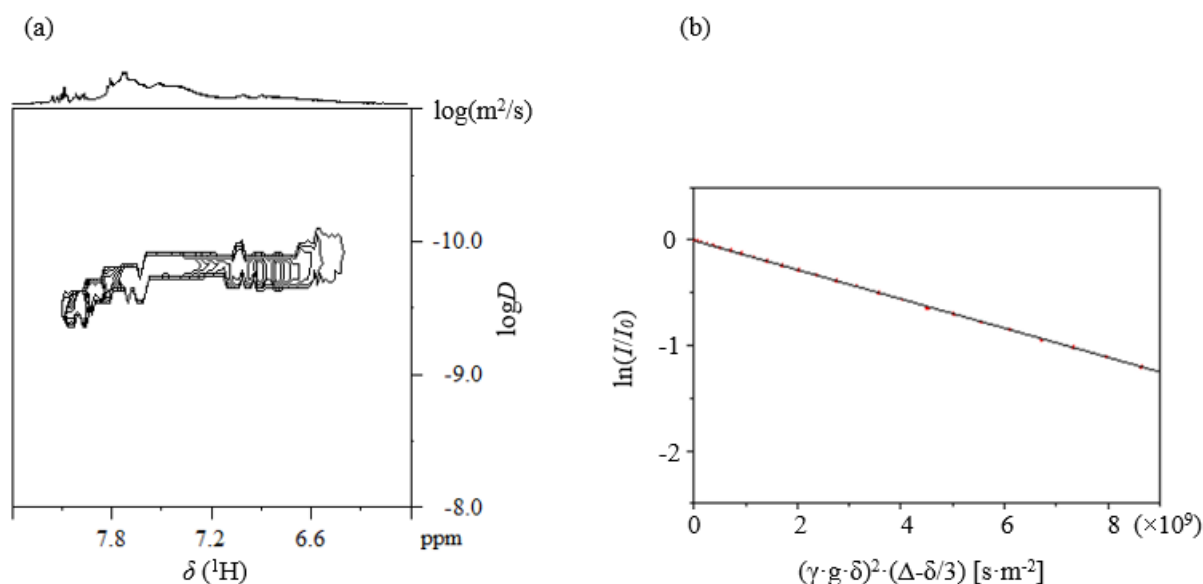 (a)
(b)
log(m²/s)
-10.0
logD
-9.0
-8.0
7.8 7.2 6.6 ppm
δ (¹H)
0
-1
-2
ln(I/I₀)
0 2 4 6 8 (×10⁹)
(γ·g·δ)²·(Δ-δ/3) [s·m⁻²]